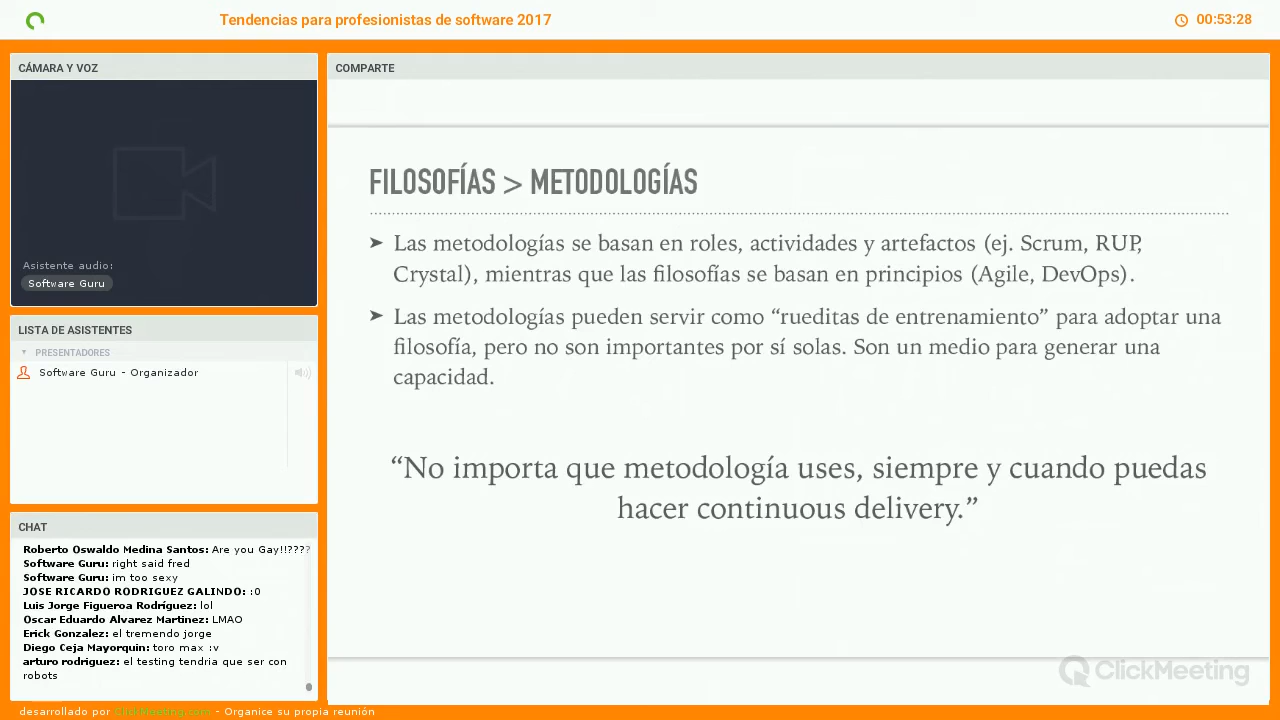 Tendencias para profesionistas de software 2017
00:53:28
CÁMARA Y VOZ
Asistente audio:
Software Guru
LISTA DE ASISTENTES
PRESENTADORES
Software Guru - Organizador
CHAT
Roberto Oswaldo Medina Santos: Are you Gay!!????
Software Guru: right said fred
Software Guru: im too sexy
JOSE RICARDO RODRIGUEZ GALINDO: :0
Luis Jorge Figueroa Rodríguez: lol
Oscar Eduardo Alvarez Martinez: LMAO
Erick Gonzalez: el tremendo jorge
Diego Ceja Mayorquin: toro max :v
arturo rodriguez: el testing tendria que ser con
robots
COMPARTE
FILOSOFÍAS > METODOLOGÍAS
➤ Las metodologías se basan en roles, actividades y artefactos (ej. Scrum, RUP,
Crystal), mientras que las filosofías se basan en principios (Agile, DevOps).
➤ Las metodologías pueden servir como “rueditas de entrenamiento” para adoptar una
filosofía, pero no son importantes por sí solas. Son un medio para generar una
capacidad.
“No importa que metodología uses, siempre y cuando puedas
hacer continuous delivery.”
ClickMeeting
desarrollado por ClickMeeting.com - Organice su propia reunión